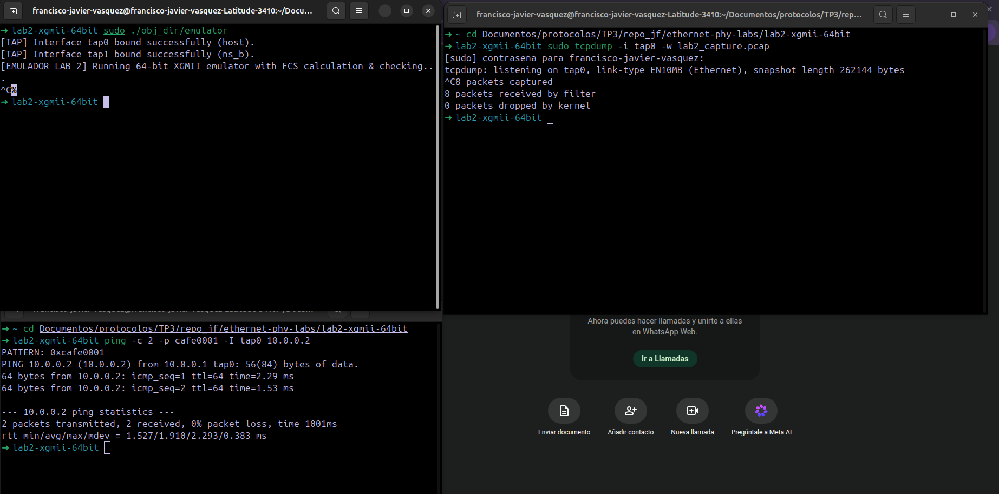 francisco-javier-vasquez@francisco-javier-vasquez-Latitude-3410:~/Docu...
➜ lab2-xgmii-64bit sudo ./obj_dir/emulator
[TAP] Interface tap0 bound successfully (host).
[TAP] Interface tap1 bound successfully (ns_b).
[EMULADOR LAB 2] Running 64-bit XGMII emulator with FCS calculation & checking..
.
^C%
➜ lab2-xgmii-64bit
francisco-javier-vasquez@francisco-javier-vasquez-Latitude-3410:~/Documentos/protocolos/TP3/rep...
➜ ~ cd Documentos/protocolos/TP3/repo_jf/ethernet-phy-labs/lab2-xgmii-64bit
➜ lab2-xgmii-64bit sudo tcpdump -i tap0 -w lab2_capture.pcap
[sudo] contraseña para francisco-javier-vasquez:
tcpdump: listening on tap0, link-type EN10MB (Ethernet), snapshot length 262144 bytes
^C8 packets captured
8 packets received by filter
0 packets dropped by kernel
➜ lab2-xgmii-64bit
➜ ~ cd Documentos/protocolos/TP3/repo_jf/ethernet-phy-labs/lab2-xgmii-64bit
➜ lab2-xgmii-64bit ping -c 2 -p cafe0001 -I tap0 10.0.0.2
PATTERN: 0xcafe0001
PING 10.0.0.2 (10.0.0.2) from 10.0.0.1 tap0: 56(84) bytes of data.
64 bytes from 10.0.0.2: icmp_seq=1 ttl=64 time=2.29 ms
64 bytes from 10.0.0.2: icmp_seq=2 ttl=64 time=1.53 ms
--- 10.0.0.2 ping statistics ---
2 packets transmitted, 2 received, 0% packet loss, time 1001ms
rtt min/avg/max/mdev = 1.527/1.910/2.293/0.383 ms
➜ lab2-xgmii-64bit
Ahora puedes hacer llamadas y unirte a ellas
en WhatsApp Web.
Ir a Llamadas
Enviar documento
Añadir contacto
Nueva llamada
Pregúntale a Meta AI